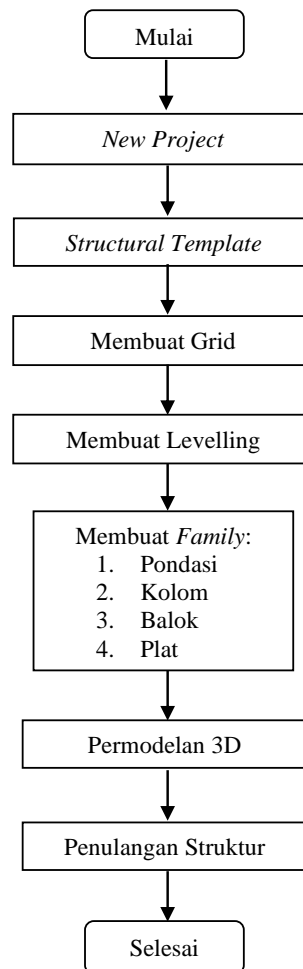 Mulai
New Project
Structural Template
Membuat Grid
Membuat Levelling
Membuat Family:
1. Pondasi
2. Kolom
3. Balok
4. Plat
Permodelan 3D
Penulangan Struktur
Selesai